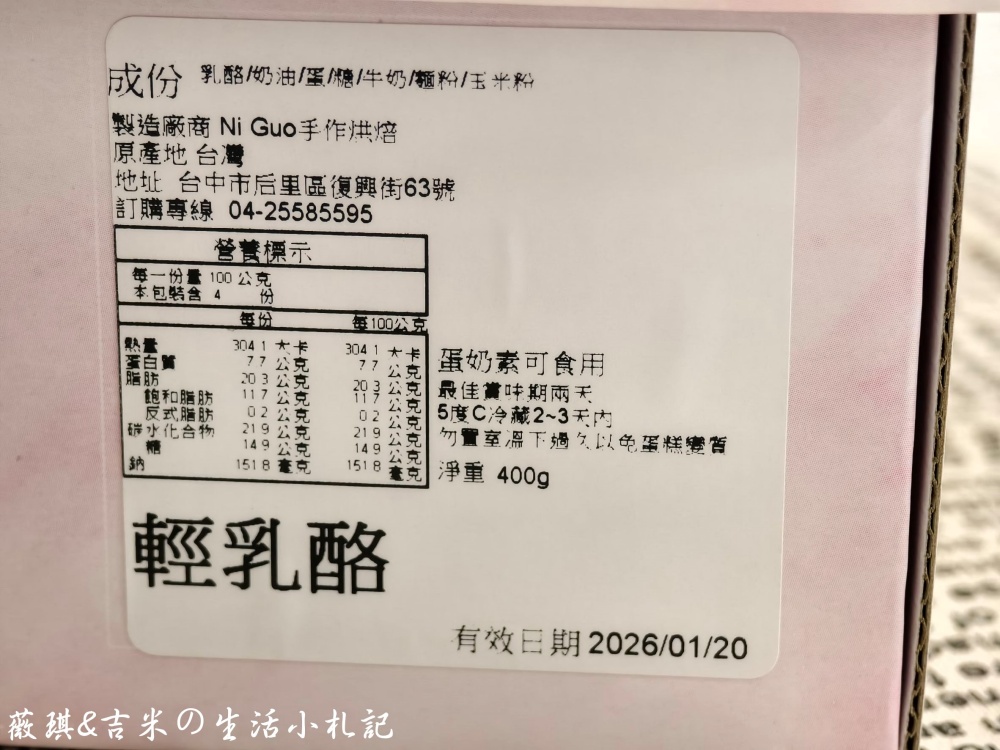 成份 乳酪/奶油/蛋/糖/牛奶/麵粉/玉米粉
製造廠商 Ni Guo手作烘焙
原產地 台灣
地址 台中市后里區復興街63號
訂購專線 04-25585595
營養標示
每一份量 100 公克
本包裝含 4 份
每份 每100公克
熱量 304.1 大卡 304.1 大卡
蛋白質 7.7 公克 7.7 公克
脂肪 20.3 公克 20.3 公克
飽和脂肪 11.7 公克 11.7 公克
反式脂肪 0.2 公克 0.2 公克
碳水化合物 21.9 公克 21.9 公克
糖 14.9 公克 14.9 公克
鈉 151.8 毫克 151.8 毫克
蛋奶素可食用
最佳賞味期兩天
5度C冷藏2~3天內
勿置室溫下過久以免蛋糕變質
淨重 400g
輕乳酪
有效日期 2026/01/20
薇琪&吉米の生活小札記